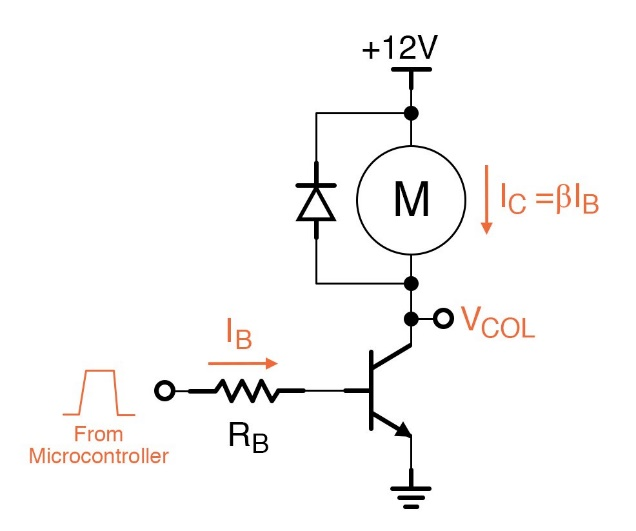 +12V
M
I_C =βI_B
V_COL
I_B
R_B
From
Microcontroller